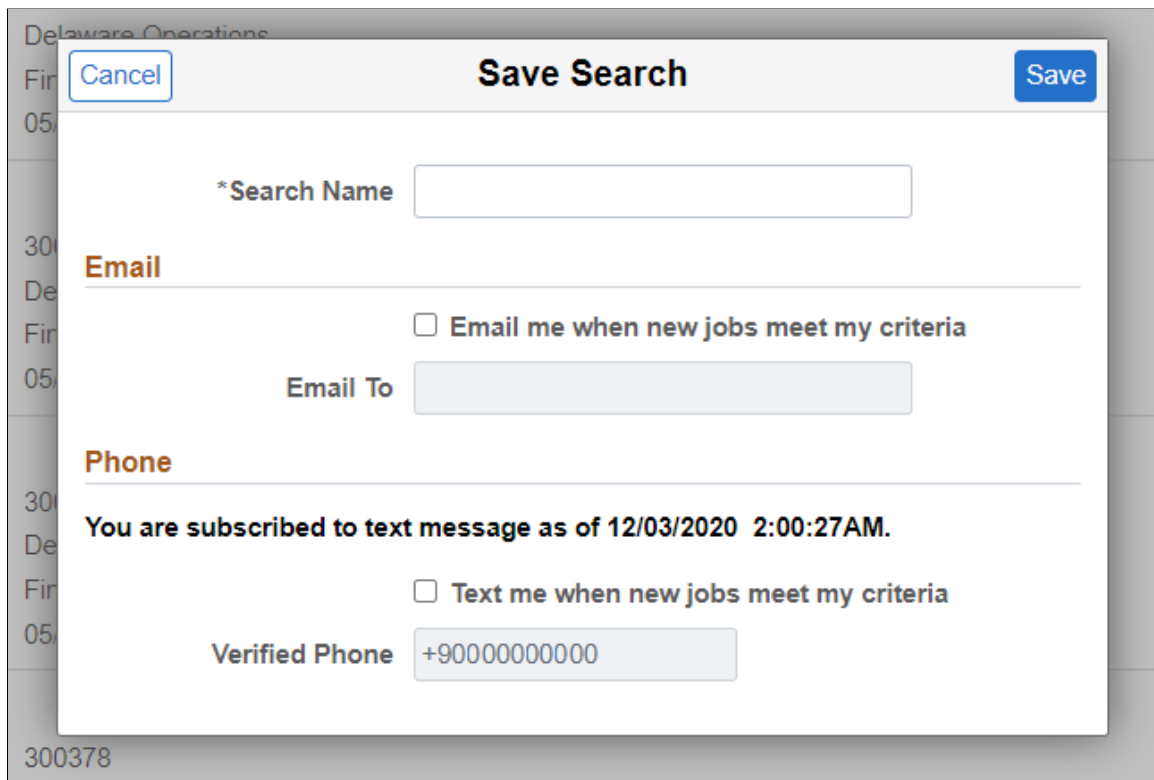 Delaware Operations
Cancel
Save Search
Save
*Search Name
Email
Email me when new jobs meet my criteria
Email To
Phone
You are subscribed to text message as of 12/03/2020 2:00:27AM.
Text me when new jobs meet my criteria
Verified Phone
+90000000000
300378